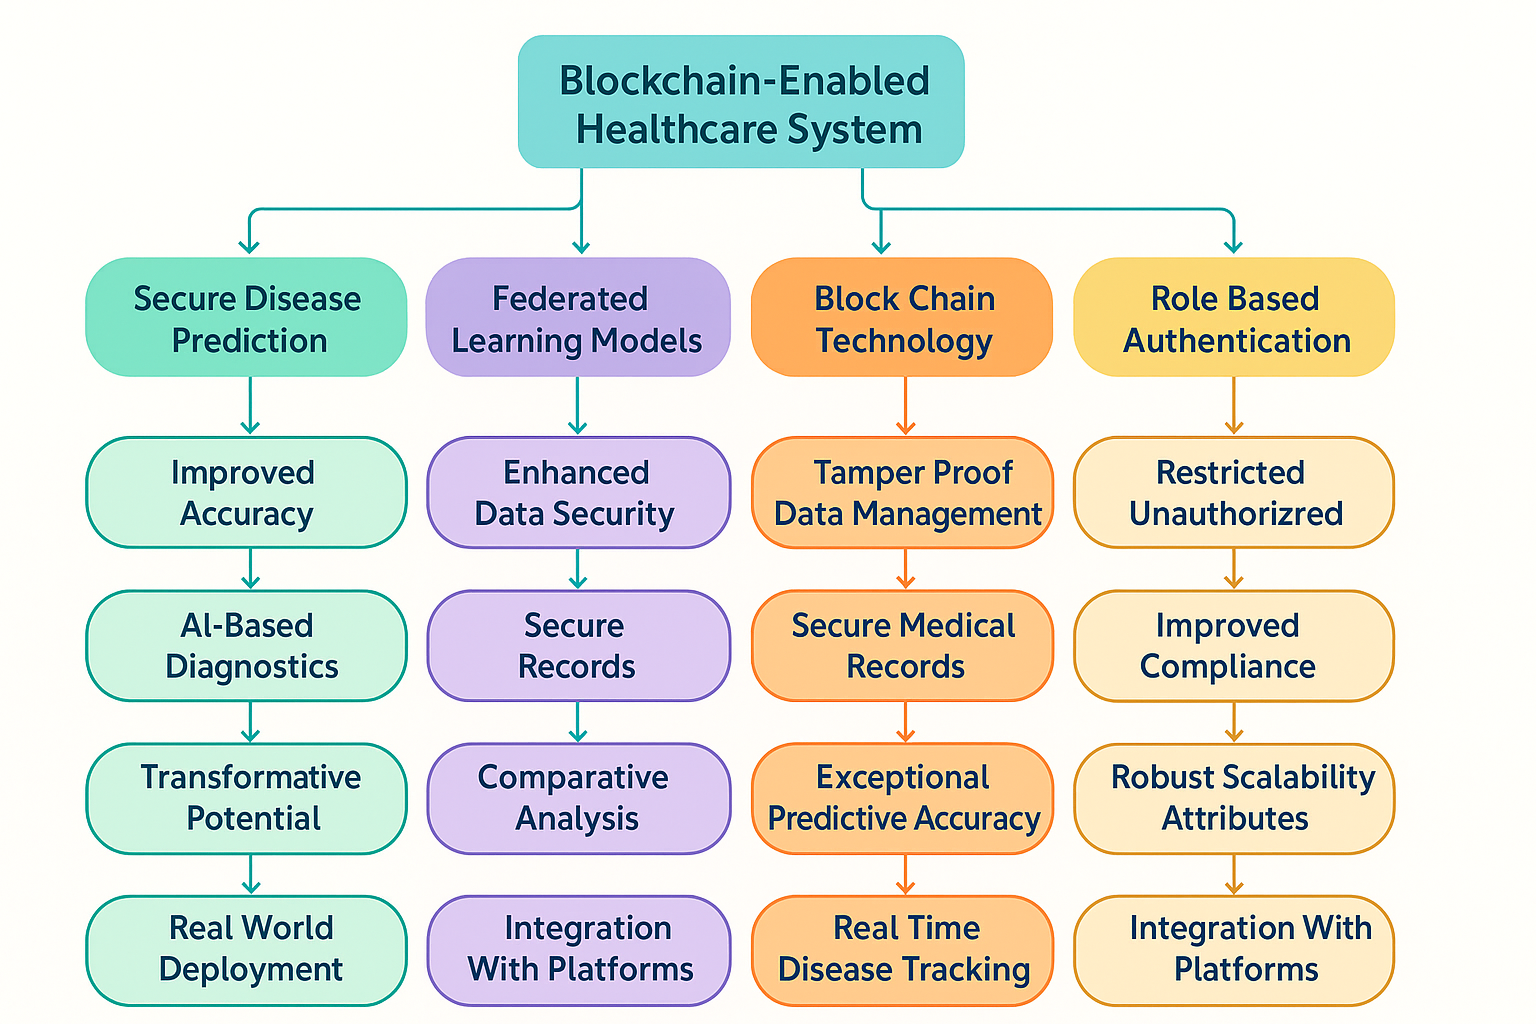 Blockchain-Enabled
Healthcare System
Secure Disease
Prediction
Federated
Learning Models
Block Chain
Technology
Role Based
Authentication
Improved
Accuracy
Enhanced
Data Security
Tamper Proof
Data Management
Restricted
Unauthorizred
AI-Based
Diagnostics
Secure
Records
Secure Medical
Records
Improved
Compliance
Transformative
Potential
Comparative
Analysis
Exceptional
Predictive Accuracy
Robust Scalability
Attributes
Real World
Deployment
Integration
With Platforms
Real Time
Disease Tracking
Integration With
Platforms